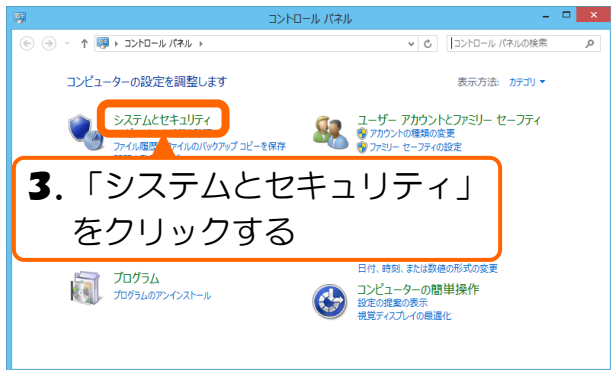 コントロール パネル
コントロール パネル
コントロール パネルの検索
コンピューターの設定を調整します
表示方法: カテゴリ
システムとセキュリティ
ファイル履歴 ファイルのバックアップ コピーを保存
ユーザー アカウントとファミリー セーフティ
アカウントの種類の変更
ファミリー セーフティの設定
3.「システムとセキュリティ」
をクリックする
日付、時刻、または数値の形式の変更
プログラム
プログラムのアンインストール
コンピューターの簡単操作
設定の提案の表示
視覚ディスプレイの最適化